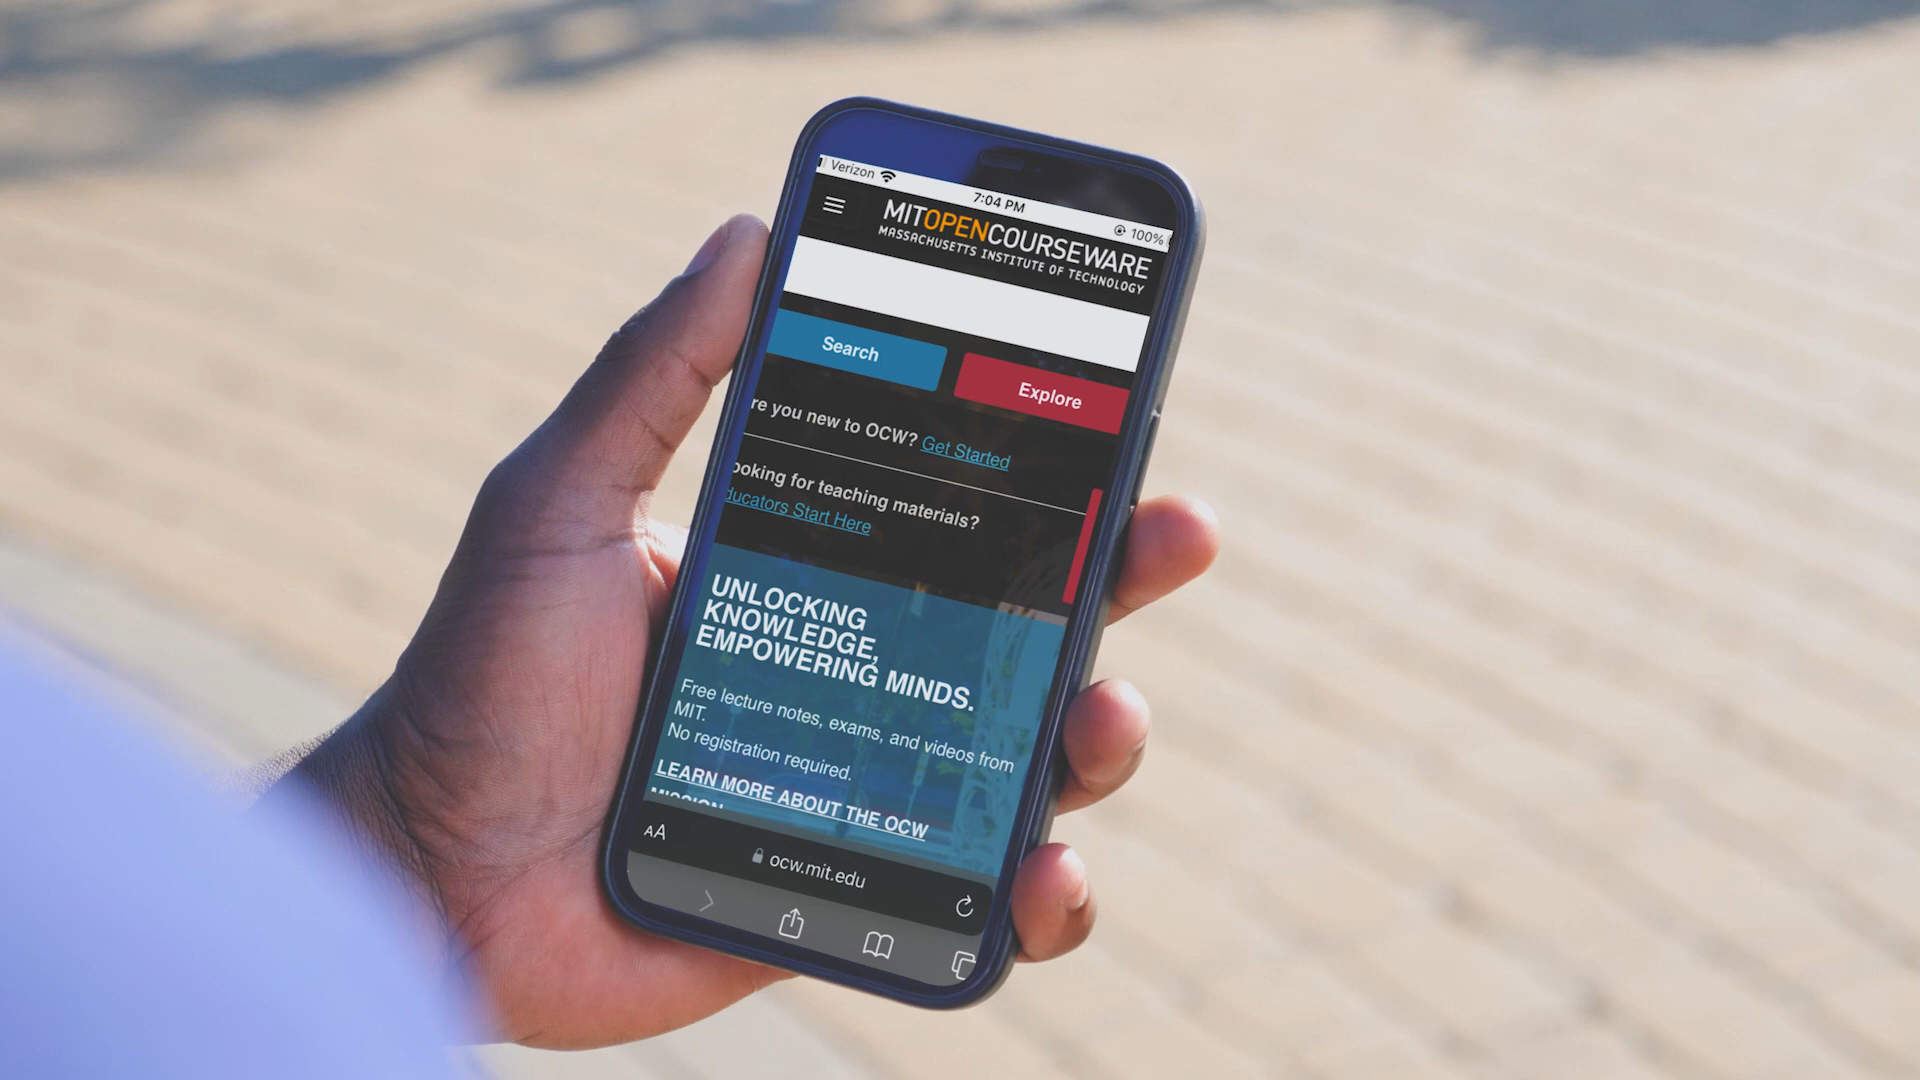 Verizon
7:04 PM
100%
MITOPENCOURSEWARE
MASSACHUSETTS INSTITUTE OF TECHNOLOGY
Search
Explore
re you new to OCW? Get Started
ooking for teaching materials?
ducators Start Here
UNLOCKING
KNOWLEDGE,
EMPOWERING MINDS.
Free lecture notes, exams, and videos from
MIT.
No registration required.
LEARN MORE ABOUT THE OCW
MISSION
AA
ocw.mit.edu